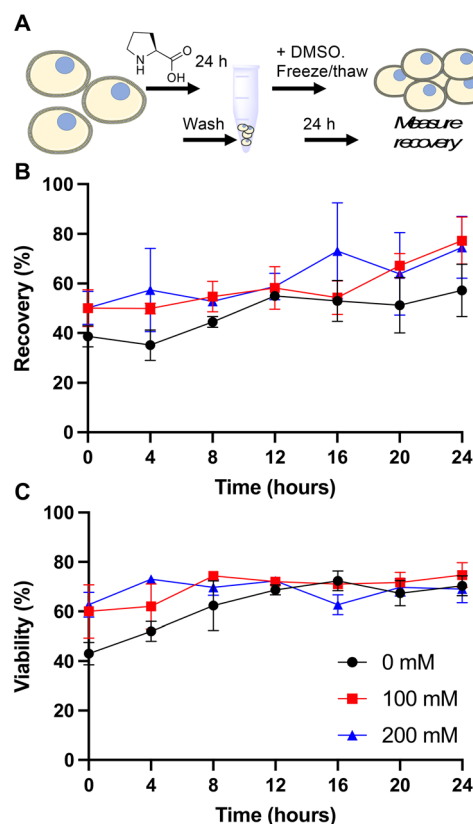 A
N
H
O
OH
24 h
+ DMSO.
Freeze/thaw
Wash
24 h
Measure
recovery
B
Recovery (%)
100
80
60
40
20
0
0 4 8 12 16 20 24
Time (hours)
C
Viability (%)
100
80
60
40
20
0
0 4 8 12 16 20 24
Time (hours)
0 mM
100 mM
200 mM